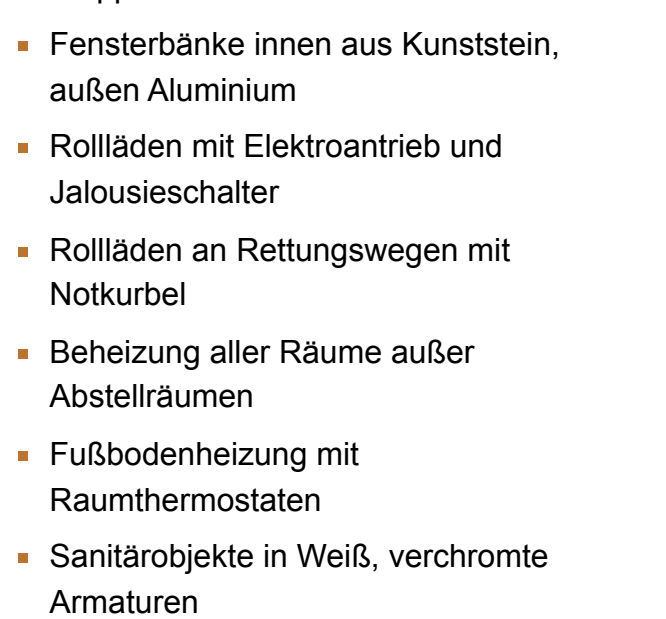 Fensterbänke innen aus Kunststein,
außen Aluminium
Rollläden mit Elektroantrieb und
Jalousieschalter
Rollläden an Rettungswegen mit
Notkurbel
Beheizung aller Räume außer
Abstellräumen
Fußbodenheizung mit
Raumthermostaten
Sanitärobjekte in Weiß, verchromte
Armaturen